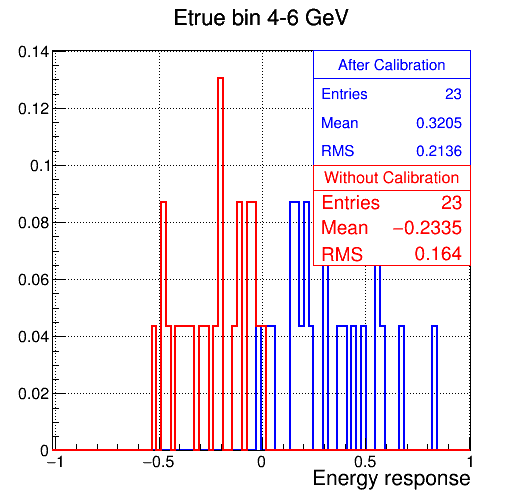 Etrue bin 4-6 GeV
0.14
0.12
0.1
0.08
0.06
0.04
0.02
0
After Calibration
Entries 23
Mean 0.3205
RMS 0.2136
Without Calibration
Entries 23
Mean −0.2335
RMS 0.164
−1 −0.5 0 0.5 1
Energy response